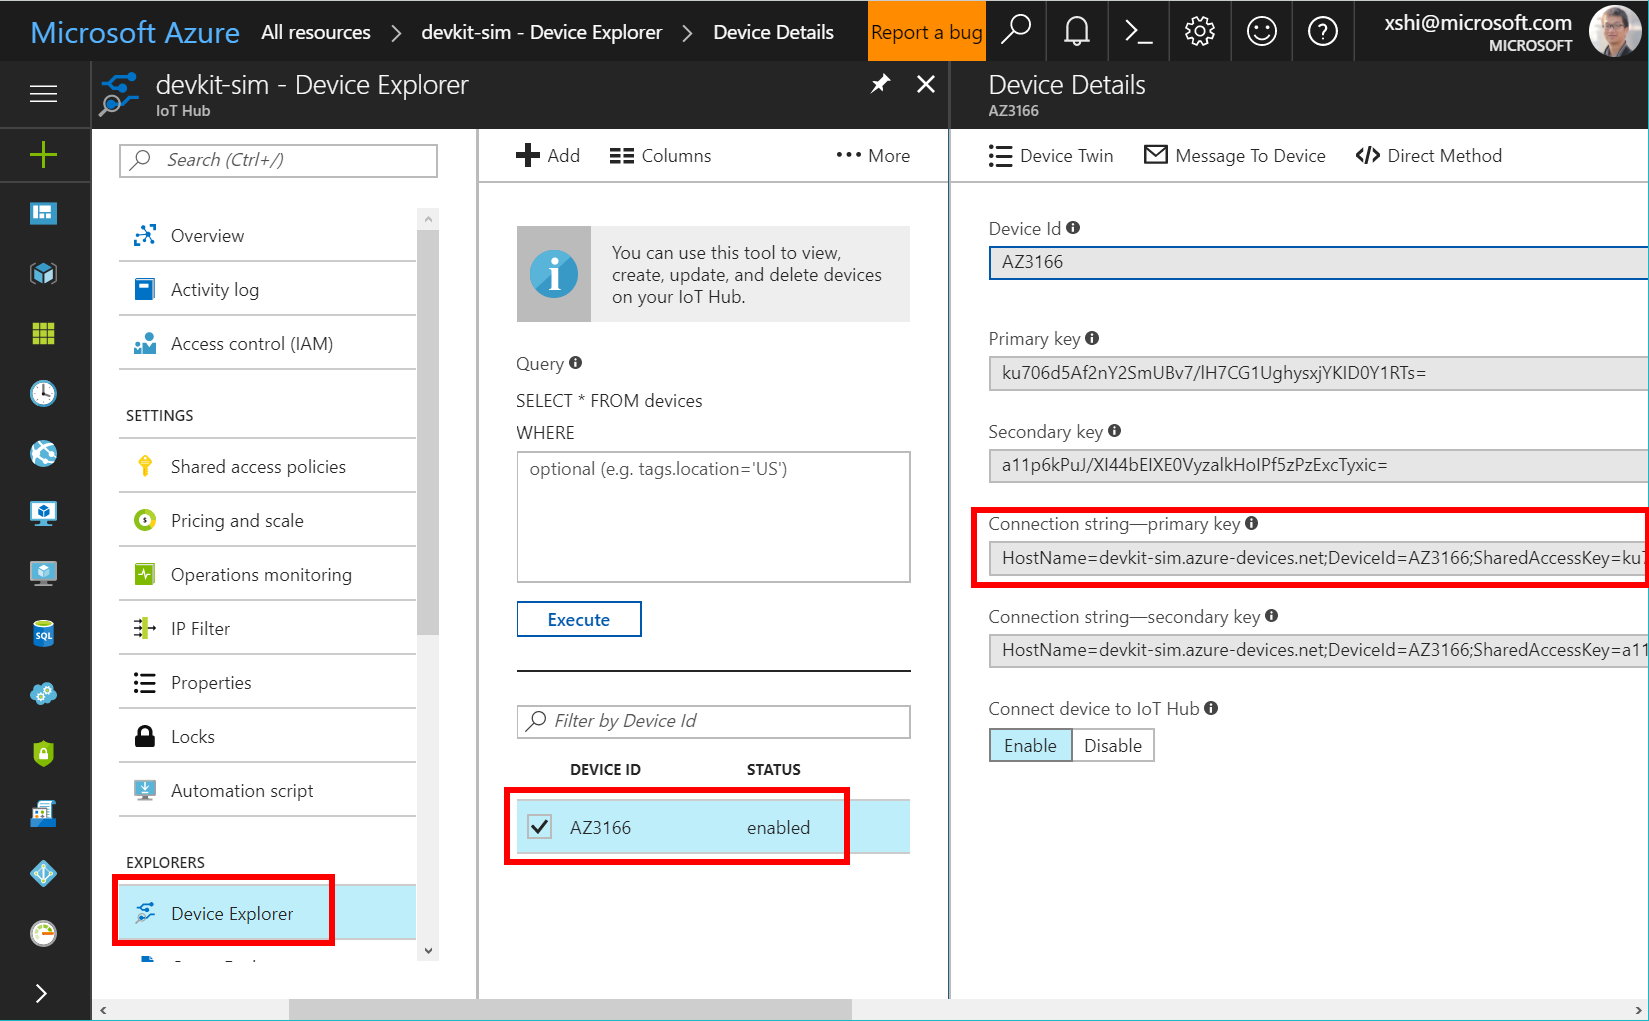 Microsoft Azure
All resources
devkit-sim - Device Explorer
Device Details
Report a bug
xshi@microsoft.com
MICROSOFT
devkit-sim - Device Explorer
IoT Hub
Search (Ctrl+/)
Overview
Activity log
Access control (IAM)
SETTINGS
Shared access policies
Pricing and scale
Operations monitoring
IP Filter
Properties
Locks
Automation script
EXPLORERS
Device Explorer
Add
Columns
More
You can use this tool to view,
create, update, and delete devices
on your IoT Hub.
Query
SELECT * FROM devices
WHERE
optional (e.g. tags.location='US')
Execute
Filter by Device Id
DEVICE ID STATUS
AZ3166 enabled
Device Details
AZ3166
Device Twin
Message To Device
Direct Method
Device Id
AZ3166
Primary key
ku706d5Af2nY2SmUBv7/lH7CG1UghysxjYKID0Y1RTs=
Secondary key
a11p6kPuJ/XI44bEIXE0VyzalkHoIPf5zPzExcTyxic=
Connection string—primary key
HostName=devkit-sim.azure-devices.net;DeviceId=AZ3166;SharedAccessKey=ku7
Connection string—secondary key
HostName=devkit-sim.azure-devices.net;DeviceId=AZ3166;SharedAccessKey=a11
Connect device to IoT Hub
Enable
Disable